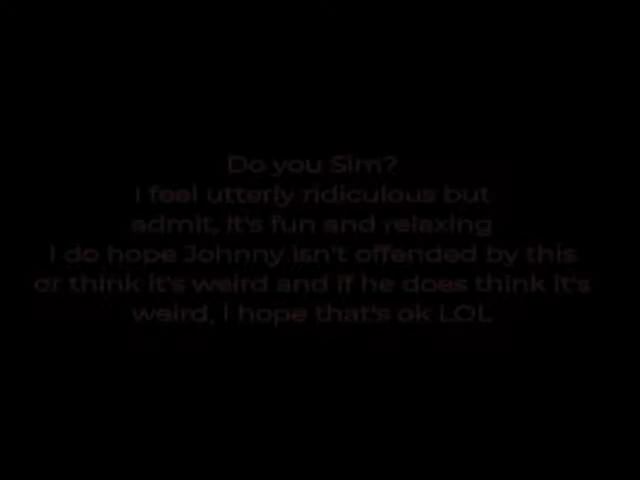 Do you Sim?
I feel utterly ridiculous but
admit, it's fun and relaxing
I do hope Johnny isn't offended by this
or think it's weird and if he does think it's
weird, I hope that's ok LOL